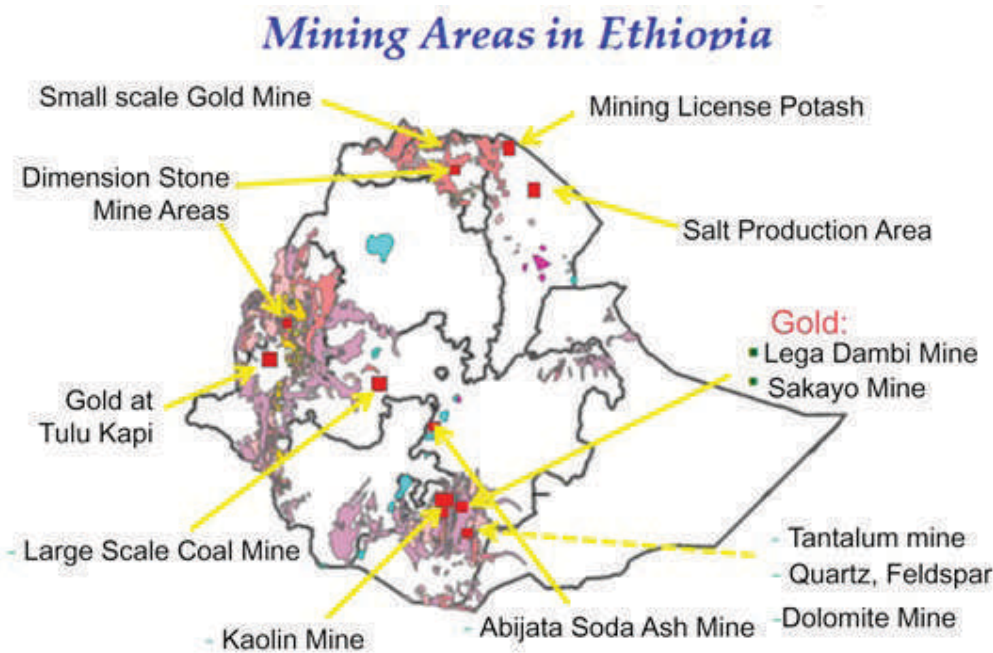 Mining Areas in Ethiopia
Small scale Gold Mine
Mining License Potash
Dimension Stone
Mine Areas
Salt Production Area
Gold:
Lega Dambi Mine
Sakayo Mine
Gold at
Tulu Kapi
- Large Scale Coal Mine
- Tantalum mine
- Quartz, Feldspar
- Dolomite Mine
- Kaolin Mine
- Abijata Soda Ash Mine